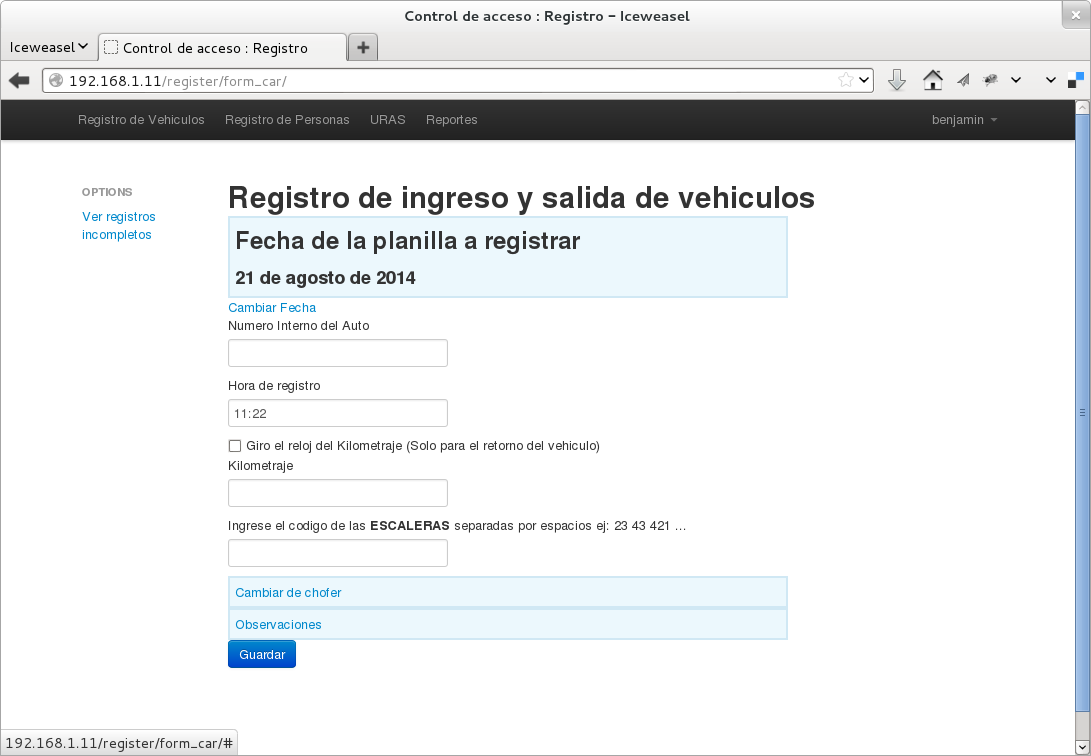 Control de acceso : Registro - Iceweasel
Iceweasel
Control de acceso : Registro
192.168.1.11/register/form_car/
Registro de Vehiculos Registro de Personas URAS Reportes benjamin
OPTIONS
Ver registros
incompletos
Registro de ingreso y salida de vehiculos
Fecha de la planilla a registrar
21 de agosto de 2014
Cambiar Fecha
Numero Interno del Auto
Hora de registro
11:22
Giro el reloj del Kilometraje (Solo para el retorno del vehiculo)
Kilometraje
Ingrese el codigo de las ESCALERAS separadas por espacios ej: 23 43 421 ...
Cambiar de chofer
Observaciones
Guardar
192.168.1.11/register/form_car/#